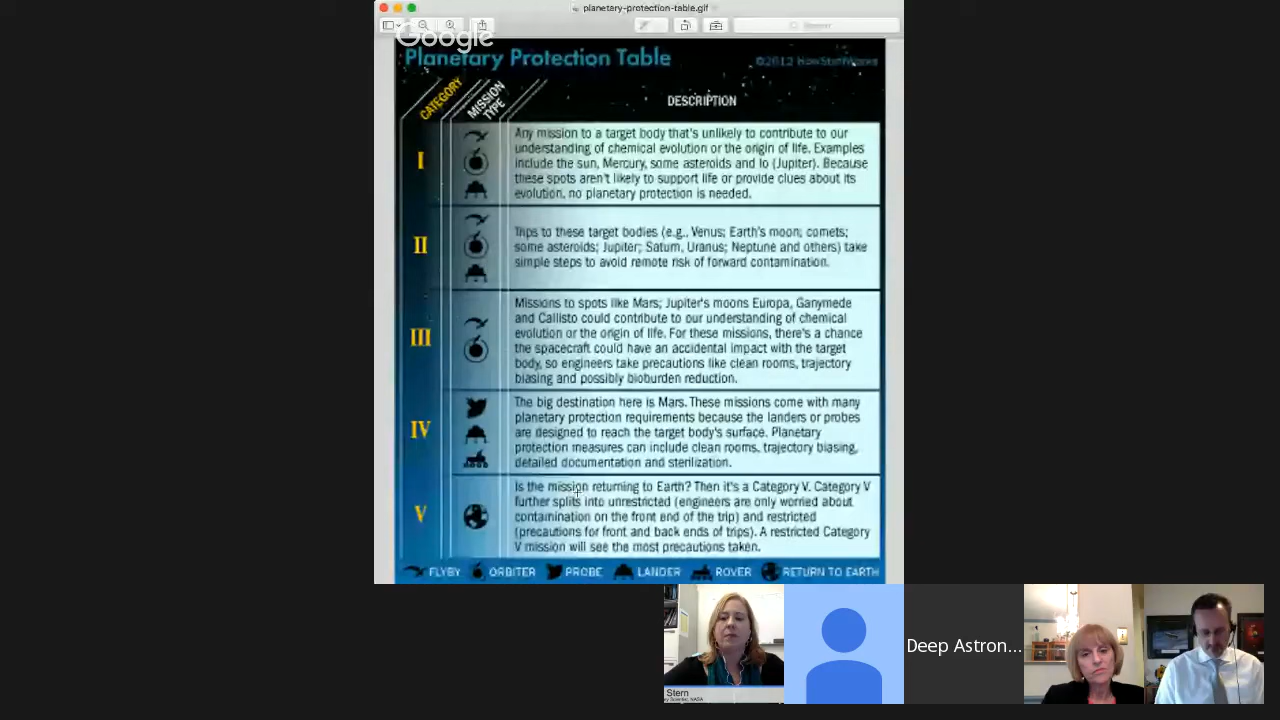 planetary-protection-table.gif
Google
Planetary Protection Table
©2012 HowStuffWorks
CATEGORY
MISSION
TYPE
DESCRIPTION
I
Any mission to a target body that's unlikely to contribute to our
understanding of chemical evolution or the origin of life. Examples
include the sun, Mercury, some asteroids and Io (Jupiter). Because
these spots aren't likely to support life or provide clues about its
evolution, no planetary protection is needed.
II
Trips to these target bodies (e.g., Venus; Earth's moon; comets;
some asteroids; Jupiter; Saturn, Uranus; Neptune and others) take
simple steps to avoid remote risk of forward contamination.
III
Missions to spots like Mars; Jupiter's moons Europa, Ganymede
and Callisto could contribute to our understanding of chemical
evolution or the origin of life. For these missions, there's a chance
the spacecraft could have an accidental impact with the target
body, so engineers take precautions like clean rooms, trajectory
biasing and possibly bioburden reduction.
IV
The big destination here is Mars. These missions come with many
planetary protection requirements because the landers or probes
are designed to reach the target body's surface. Planetary
protection measures can include clean rooms, trajectory biasing,
detailed documentation and sterilization.
V
Is the mission returning to Earth? Then it's a Category V. Category V
further splits into unrestricted (engineers are only worried about
contamination on the front end of the trip) and restricted
(precautions for front and back ends of trips). A restricted Category
V mission will see the most precautions taken.
FLYBY ORBITER PROBE LANDER ROVER RETURN TO EARTH
Stern
NASA
Deep Astron...